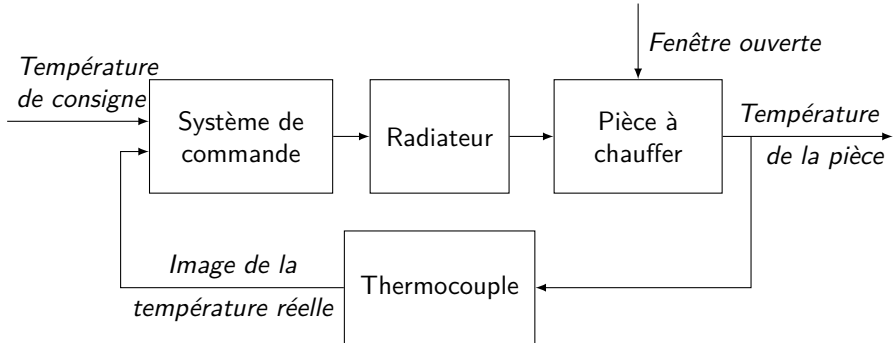 Fenêtre ouverte
Température
de consigne
Système de
commande
Radiateur
Pièce à
chauffer
Température
de la pièce
Image de la
température réelle
Thermocouple